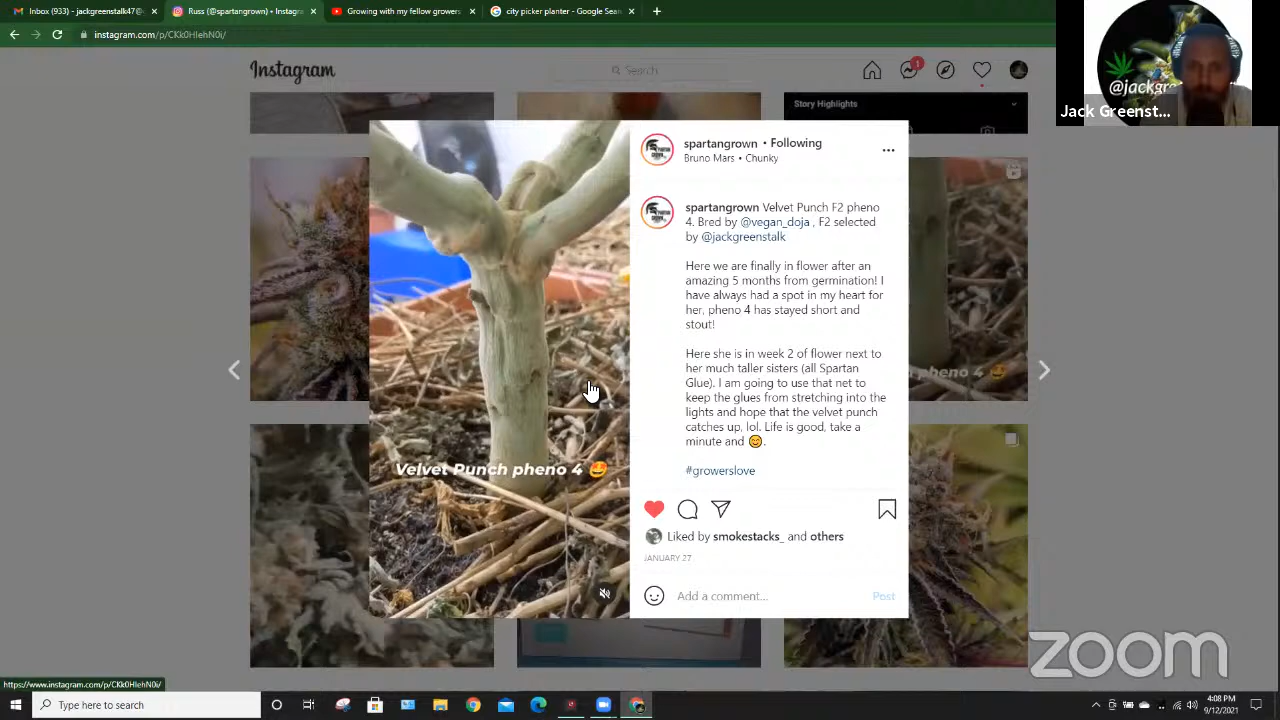 Inbox (933) - jackgreenstalk47@
Russ (@spartangrown) • Instagra
Growing with my fellow growers
city picker planter - Google Sea
instagram.com/p/CKk0HlehN0i/
Instagram
Search
1
@jackgre
Jack Greenst...
Story Highlights
spartangrown • Following
Bruno Mars • Chunky
spartangrown Velvet Punch F2 pheno
4. Bred by @vegan_doja , F2 selected
by @jackgreenstalk
Here we are finally in flower after an
amazing 5 months from germination! I
have always had a spot in my heart for
her, pheno 4 has stayed short and
stout!
Here she is in week 2 of flower next to
her much taller sisters (all Spartan
Glue). I am going to use that net to
keep the glues from stretching into the
lights and hope that the velvet punch
catches up, lol. Life is good, take a
minute and 😊.
#growerslove
Velvet Punch pheno 4 🤩
pheno 4 🤩
Liked by smokestacks_ and others
JANUARY 27
Add a comment...
Post
zoom
https://www.instagram.com/p/CKk0HlehN0i/
Type here to search
4:08 PM
9/12/2021